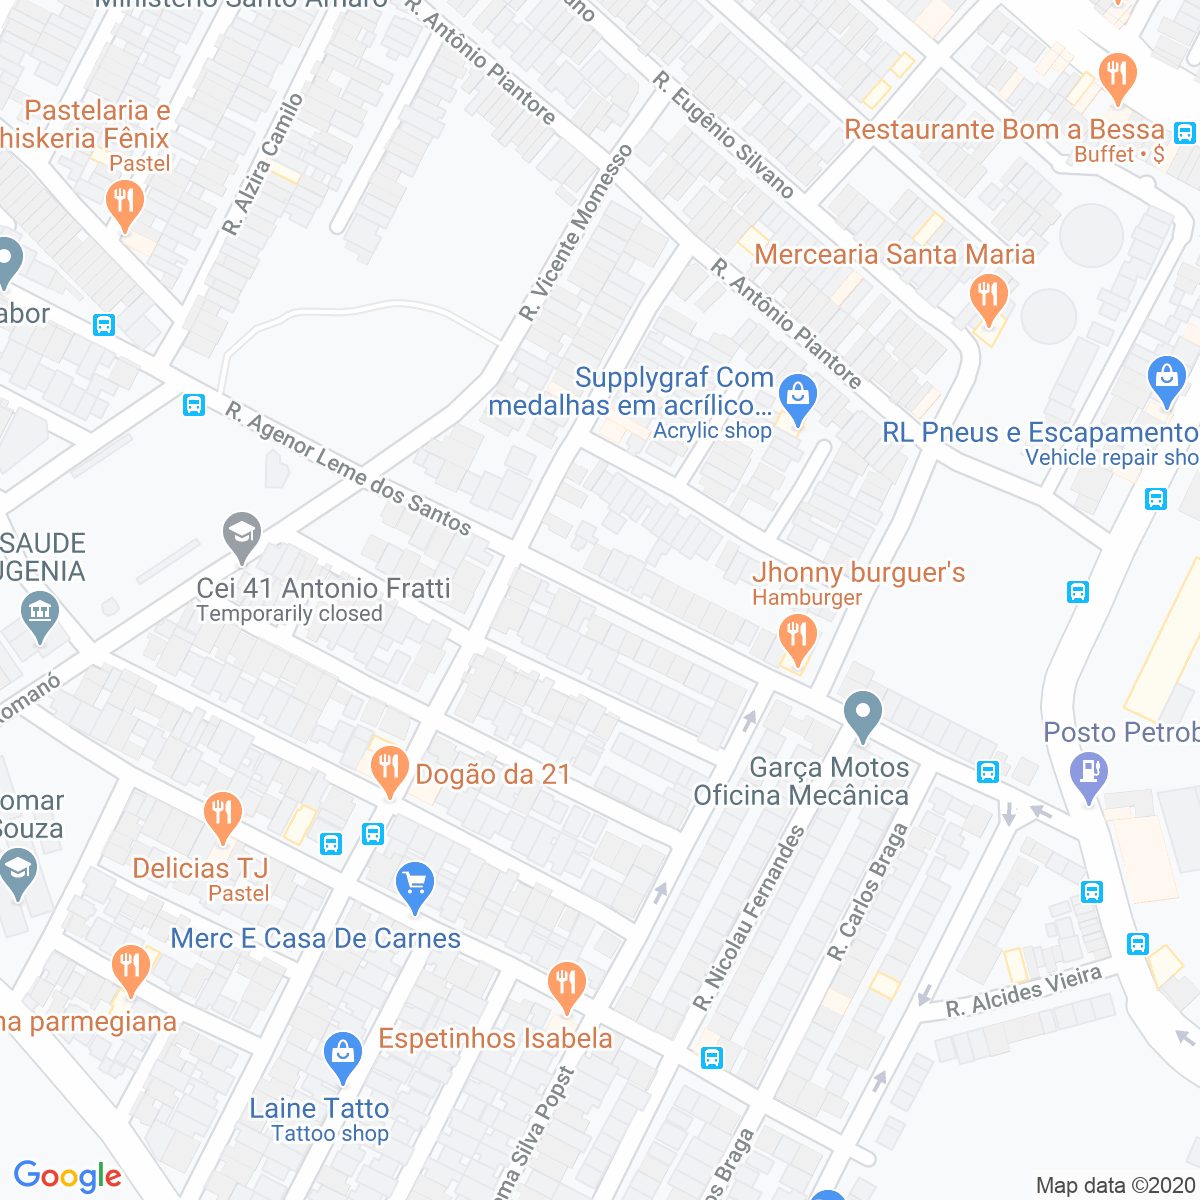 Ministério Santo Amaro
R. Antônio Piantore
R. Eugênio Silvano
Pastelaria e
hiskeria Fênix
Pastel
R. Alzira Camilo
Restaurante Bom a Bessa
Buffet • $
R. Vicente Momesso
Mercearia Santa Maria
R. Antônio Piantore
abor
Supplygraf Com
medalhas em acrílico...
Acrylic shop
R. Agenor Leme dos Santos
RL Pneus e Escapamento
Vehicle repair sho
SAUDE
UGENIA
Cei 41 Antonio Fratti
Temporarily closed
Jhonny burguer's
Hamburger
omanó
Posto Petrob
Garça Motos
Oficina Mecânica
Dogão da 21
omar
Souza
Delicias TJ
Pastel
R. Nicolau Fernandes
R. Carlos Braga
Merc E Casa De Carnes
R. Alcides Vieira
na parmegiana
Espetinhos Isabela
Laine Tatto
Tattoo shop
oma Silva Popst
os Braga
Google
Map data ©2020